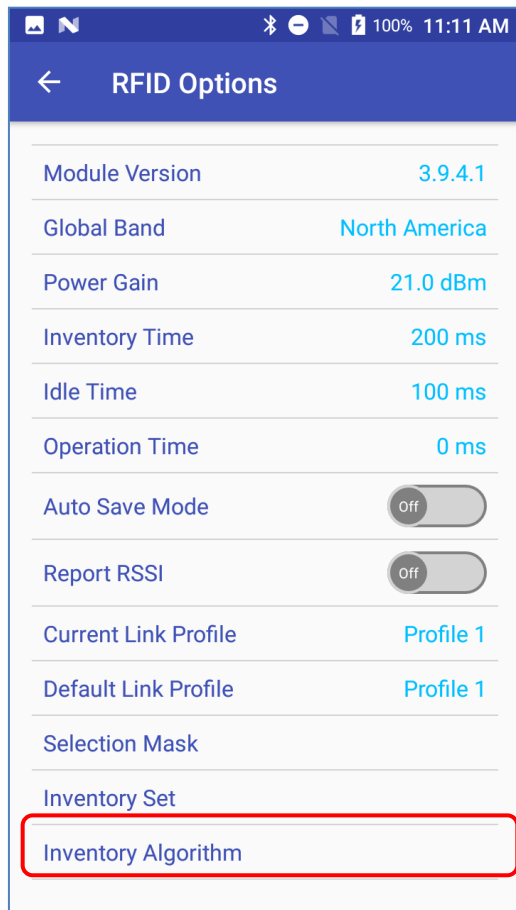 100% 11:11 AM
RFID Options
Module Version 3.9.4.1
Global Band North America
Power Gain 21.0 dBm
Inventory Time 200 ms
Idle Time 100 ms
Operation Time 0 ms
Auto Save Mode Off
Report RSSI Off
Current Link Profile Profile 1
Default Link Profile Profile 1
Selection Mask
Inventory Set
Inventory Algorithm